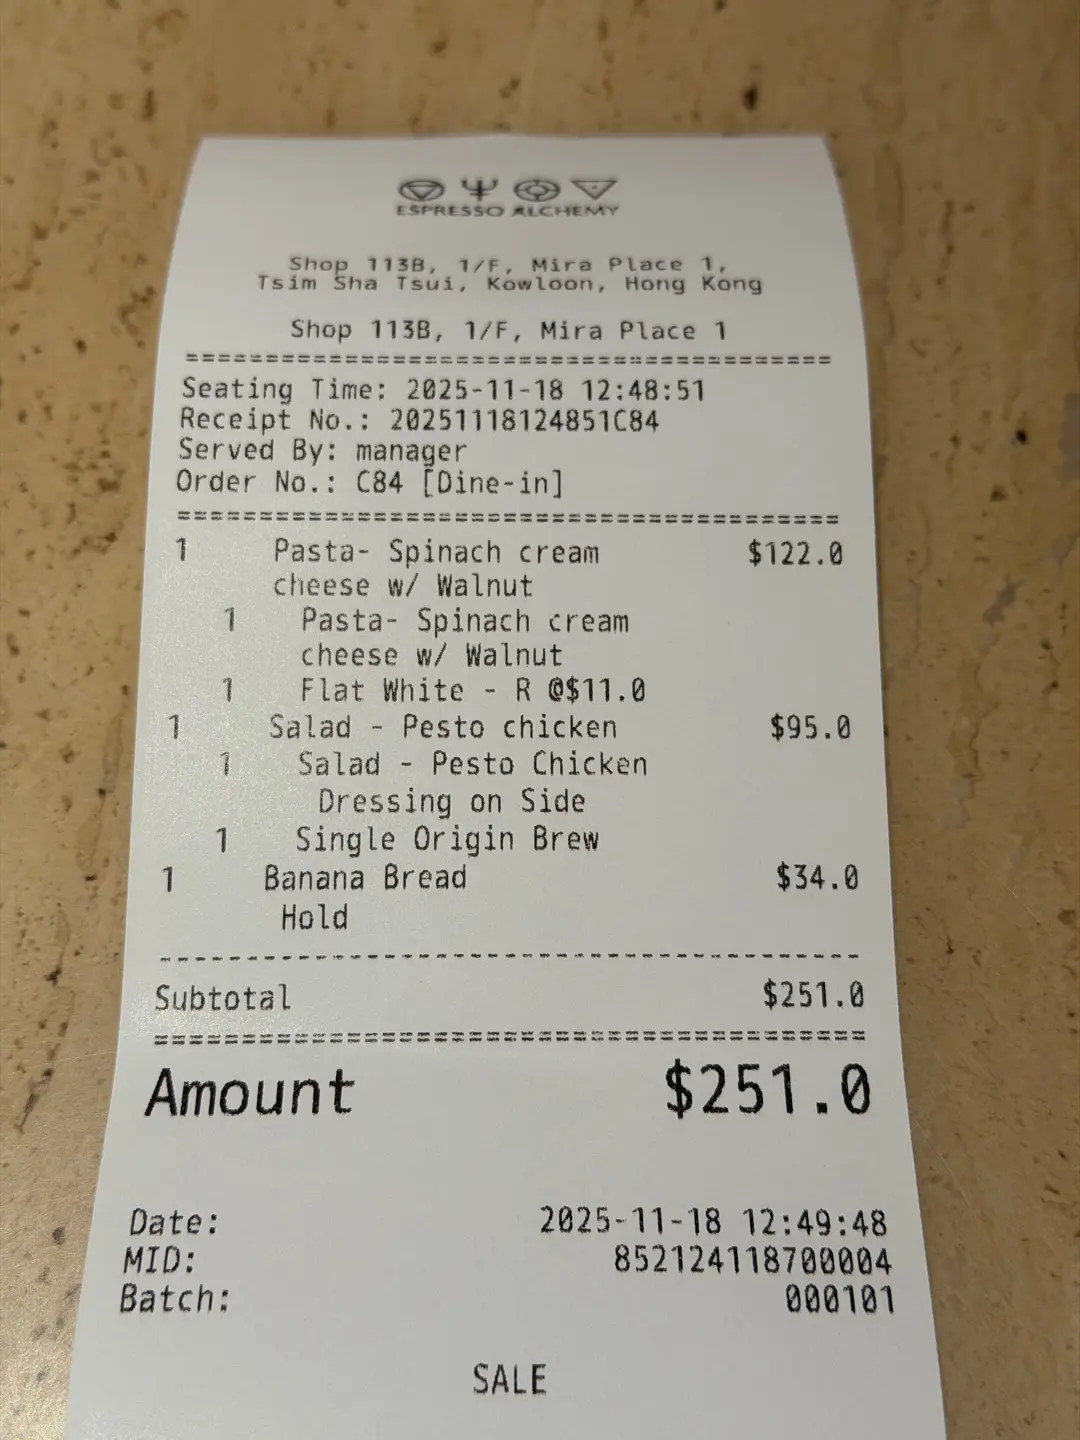 ESPRESSO ALCHEMY
Shop 113B, 1/F, Mira Place 1,
Tsim Sha Tsui, Kowloon, Hong Kong
Shop 113B, 1/F, Mira Place 1
=========================================
Seating Time: 2025-11-18 12:48:51
Receipt No.: 20251118124851C84
Served By: manager
Order No.: C84 [Dine-in]
=========================================
1 Pasta- Spinach cream $122.0
cheese w/ Walnut
1 Pasta- Spinach cream
cheese w/ Walnut
1 Flat White - R @$11.0
1 Salad - Pesto chicken $95.0
1 Salad - Pesto Chicken
Dressing on Side
1 Single Origin Brew
1 Banana Bread $34.0
Hold
-----------------------------------------
Subtotal $251.0
=========================================
Amount $251.0
Date: 2025-11-18 12:49:48
MID: 852124118700004
Batch: 000101
SALE